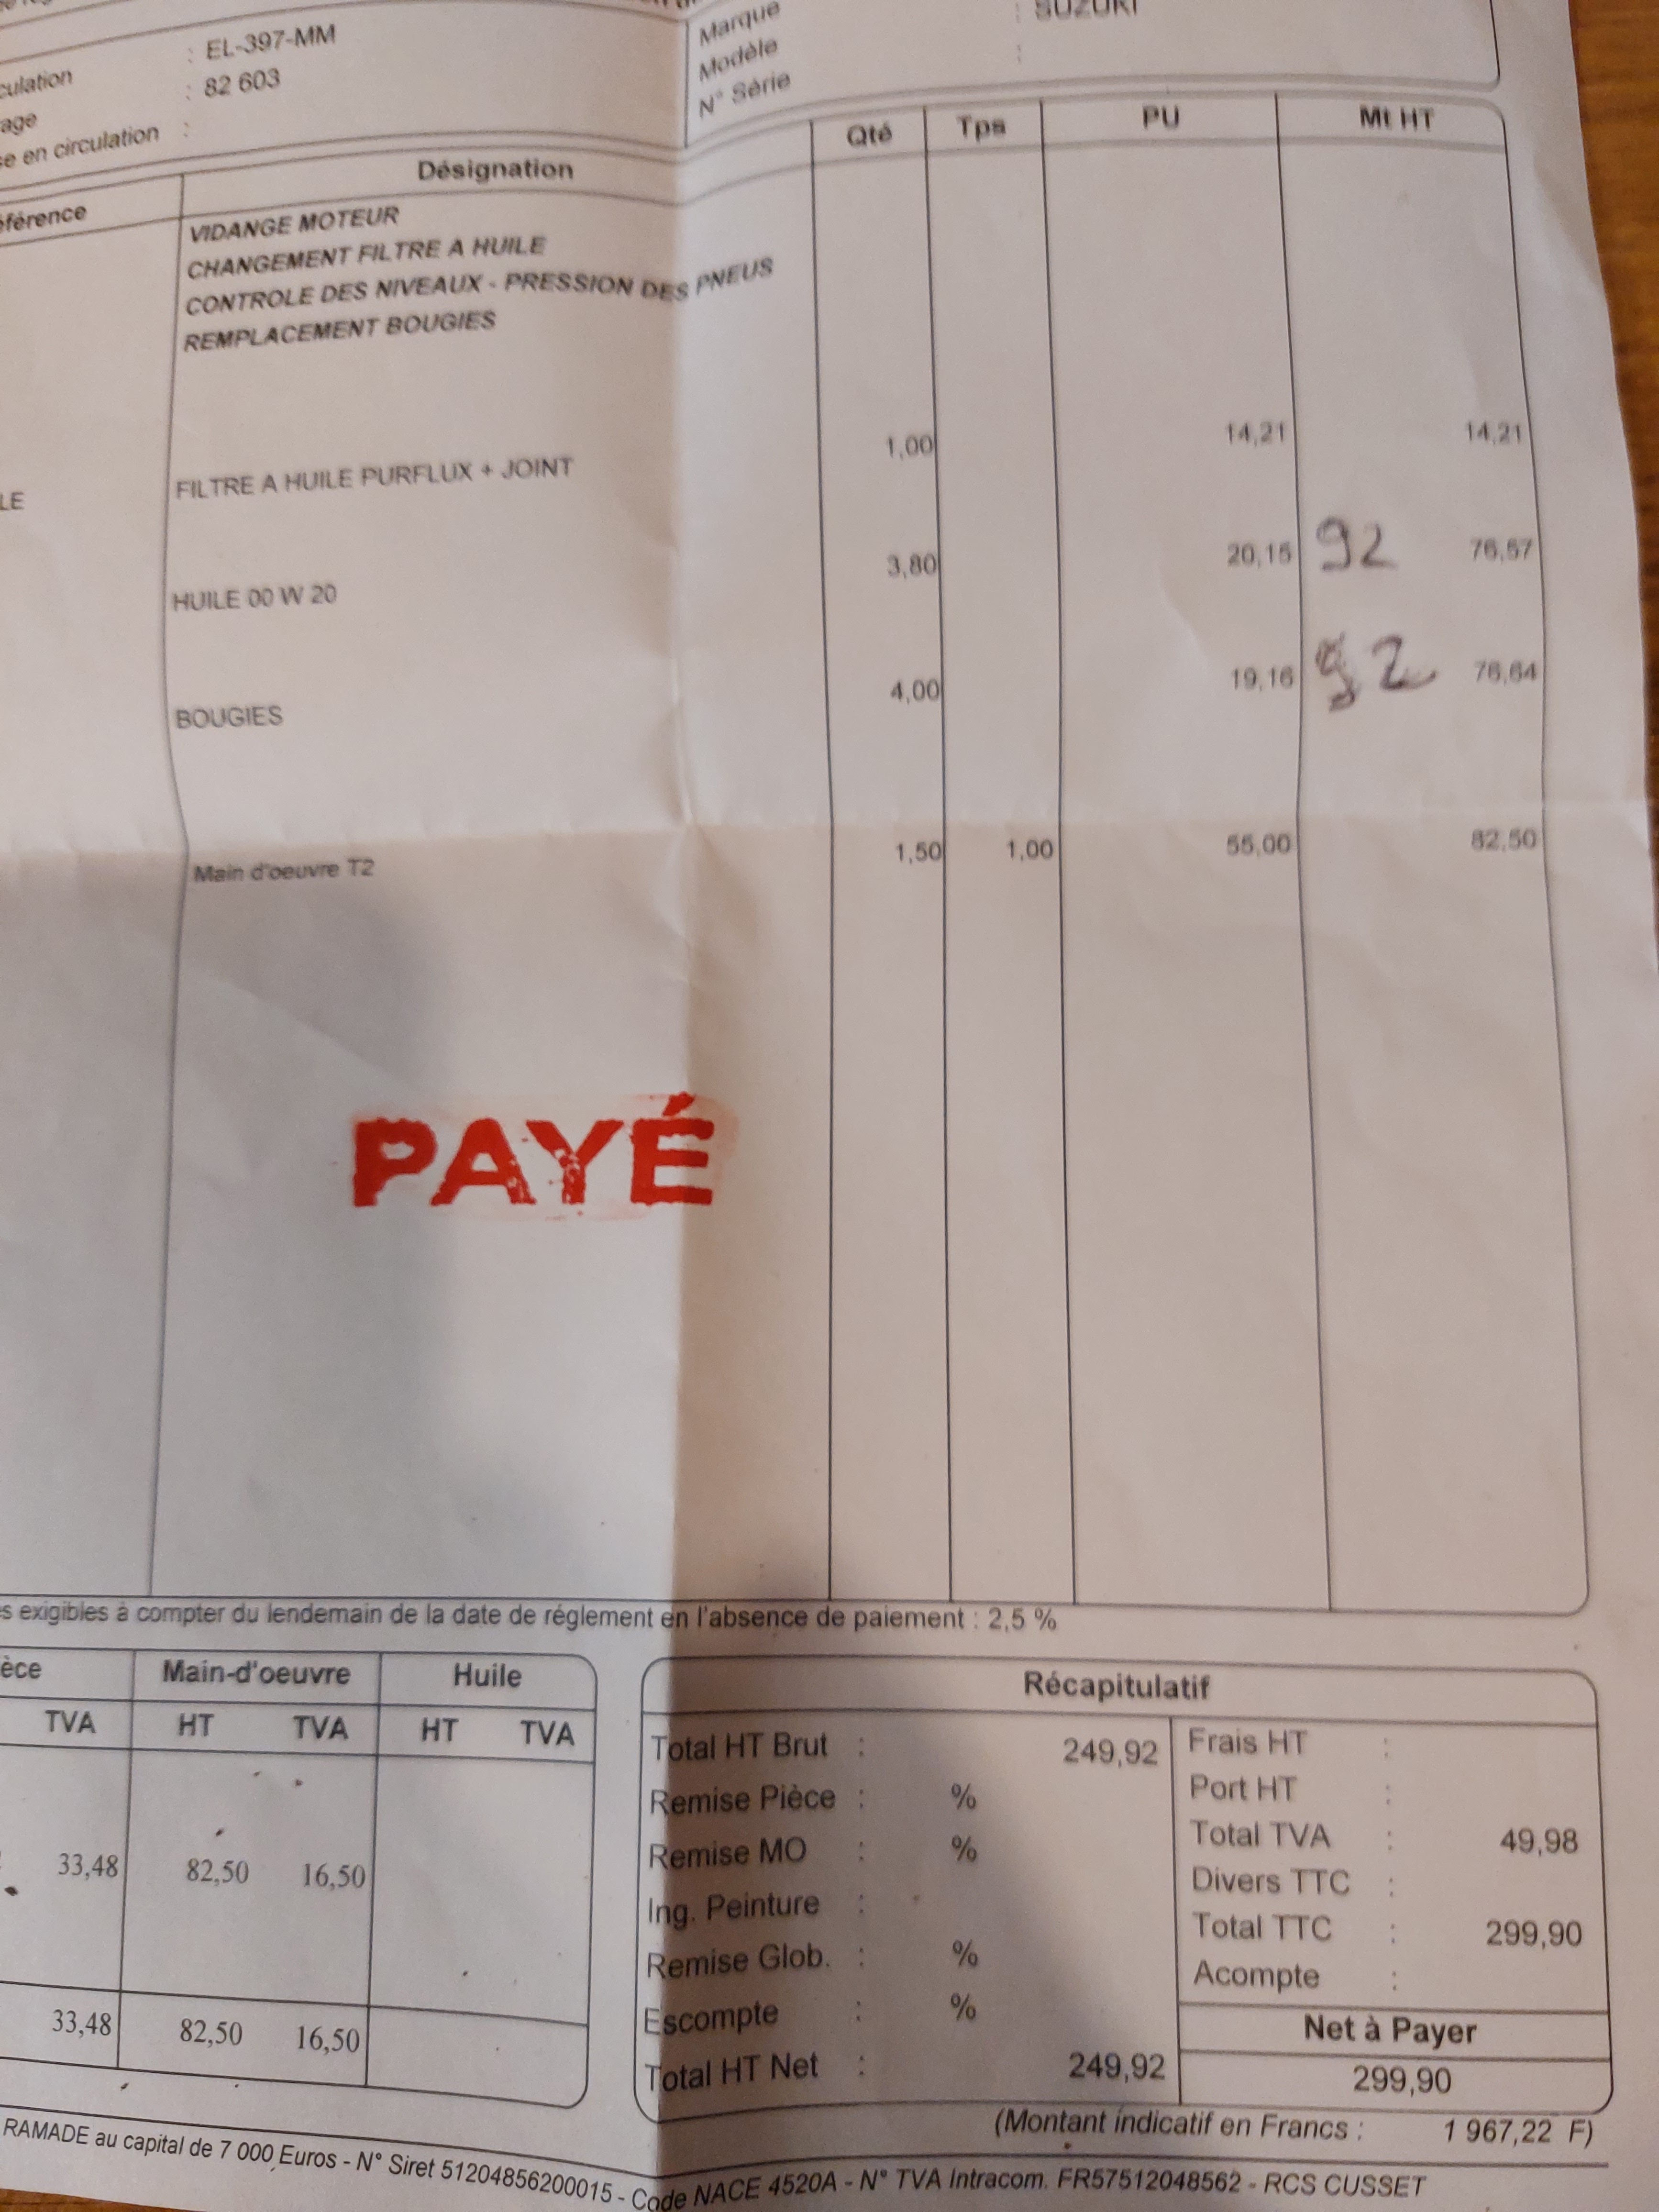 Marque : SUZUKI
culation : EL-397-MM
Modèle :
age : 82 603
N° Série
se en circulation :
éférence Désignation Qté Tps PU Mt HT
VIDANGE MOTEUR
CHANGEMENT FILTRE A HUILE
CONTROLE DES NIVEAUX - PRESSION DES PNEUS
REMPLACEMENT BOUGIES
LE FILTRE A HUILE PURFLUX + JOINT 1,00 14,21 14,21
HUILE 00 W 20 3,80 20,15 92 76,57
BOUGIES 4,00 19,16 92 76,64
Main d'oeuvre T2 1,50 1,00 55,00 82,50
PAYÉ
s exigibles à compter du lendemain de la date de réglement en l'absence de paiement : 2,5 %
èce Main-d'oeuvre Huile
TVA HT TVA HT TVA
33,48 82,50 16,50
33,48 82,50 16,50
Récapitulatif
Total HT Brut : 249,92 Frais HT :
Remise Pièce : % Port HT :
Remise MO : % Total TVA : 49,98
Ing. Peinture : Divers TTC :
Remise Glob. : % Total TTC : 299,90
Escompte : % Acompte :
Total HT Net : 249,92 Net à Payer
299,90
(Montant indicatif en Francs : 1 967,22 F)
RAMADE au capital de 7 000 Euros - N° Siret 51204856200015 - Code NACE 4520A - N° TVA Intracom. FR57512048562 - RCS CUSSET